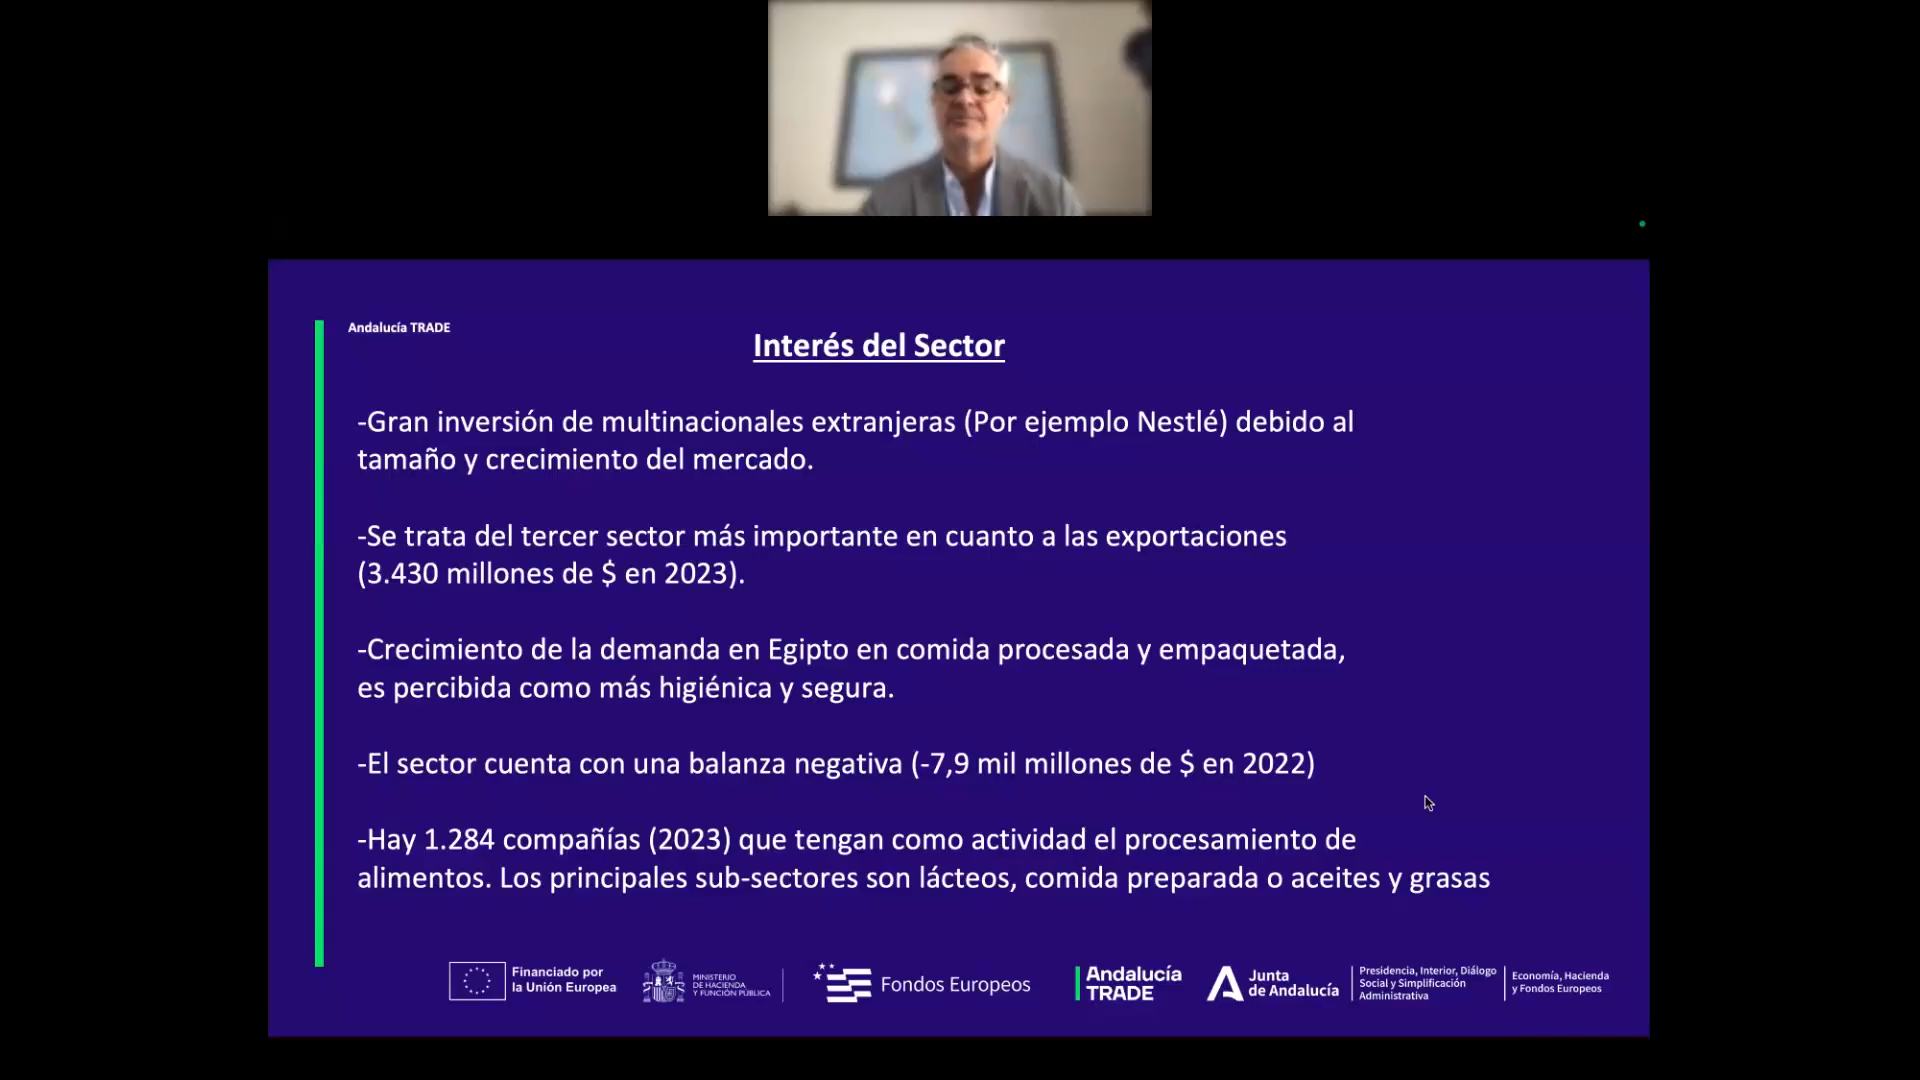 Andalucía TRADE
Interés del Sector
-Gran inversión de multinacionales extranjeras (Por ejemplo Nestlé) debido al
tamaño y crecimiento del mercado.
-Se trata del tercer sector más importante en cuanto a las exportaciones
(3.430 millones de $ en 2023).
-Crecimiento de la demanda en Egipto en comida procesada y empaquetada,
es percibida como más higiénica y segura.
-El sector cuenta con una balanza negativa (-7,9 mil millones de $ en 2022)
-Hay 1.284 compañías (2023) que tengan como actividad el procesamiento de
alimentos. Los principales sub-sectores son lácteos, comida preparada o aceites y grasas
Financiado por
la Unión Europea
MINISTERIO
DE HACIENDA
Y FUNCIÓN PÚBLICA
Fondos Europeos
Andalucía
TRADE
Junta
de Andalucía
Presidencia, Interior, Diálogo
Social y Simplificación
Administrativa
Economía, Hacienda
y Fondos Europeos